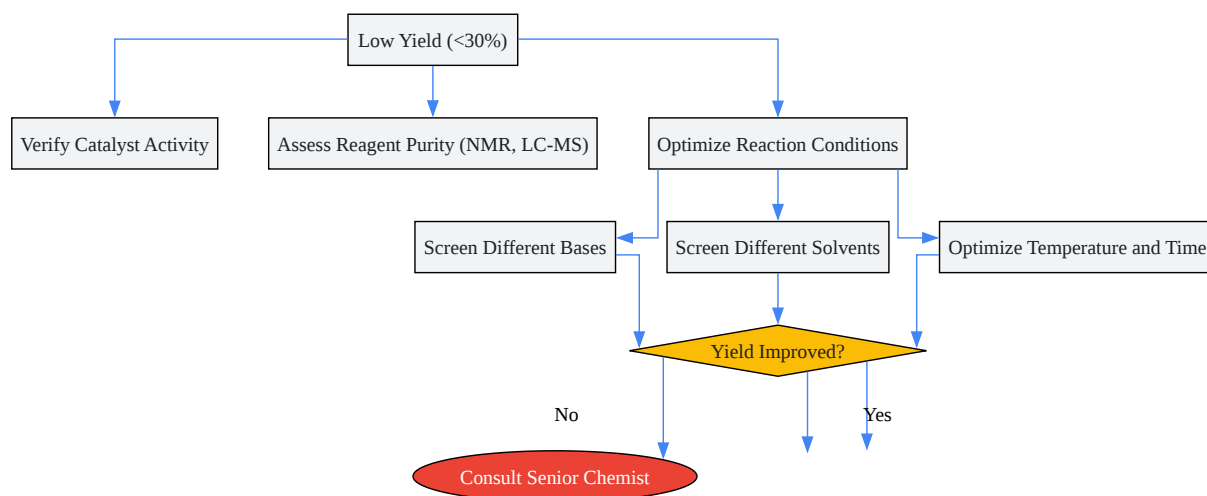 Low Yield (<30%)
Verify Catalyst Activity
Assess Reagent Purity (NMR, LC-MS)
Optimize Reaction Conditions
Screen Different Bases
Screen Different Solvents
Optimize Temperature and Time
Yield Improved?
No
Yes
Consult Senior Chemist